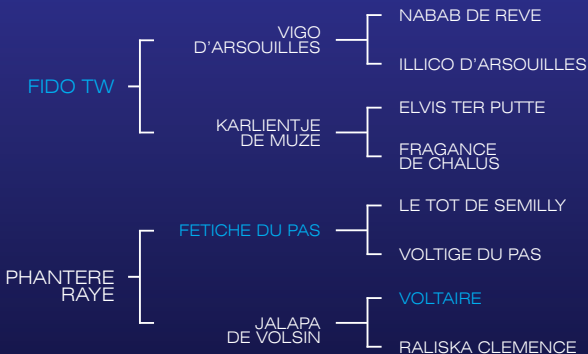 FIDO TW
VIGO
D'ARSOUILLES
NABAB DE REVE
ILLICO D'ARSOUILLES
KARLIENTJE
DE MUZE
ELVIS TER PUTTE
FRAGANCE
DE CHALUS
PHANTERE
RAYE
FETICHE DU PAS
LE TOT DE SEMILLY
VOLTIGE DU PAS
JALAPA
DE VOLSIN
VOLTAIRE
RALISKA CLEMENCE